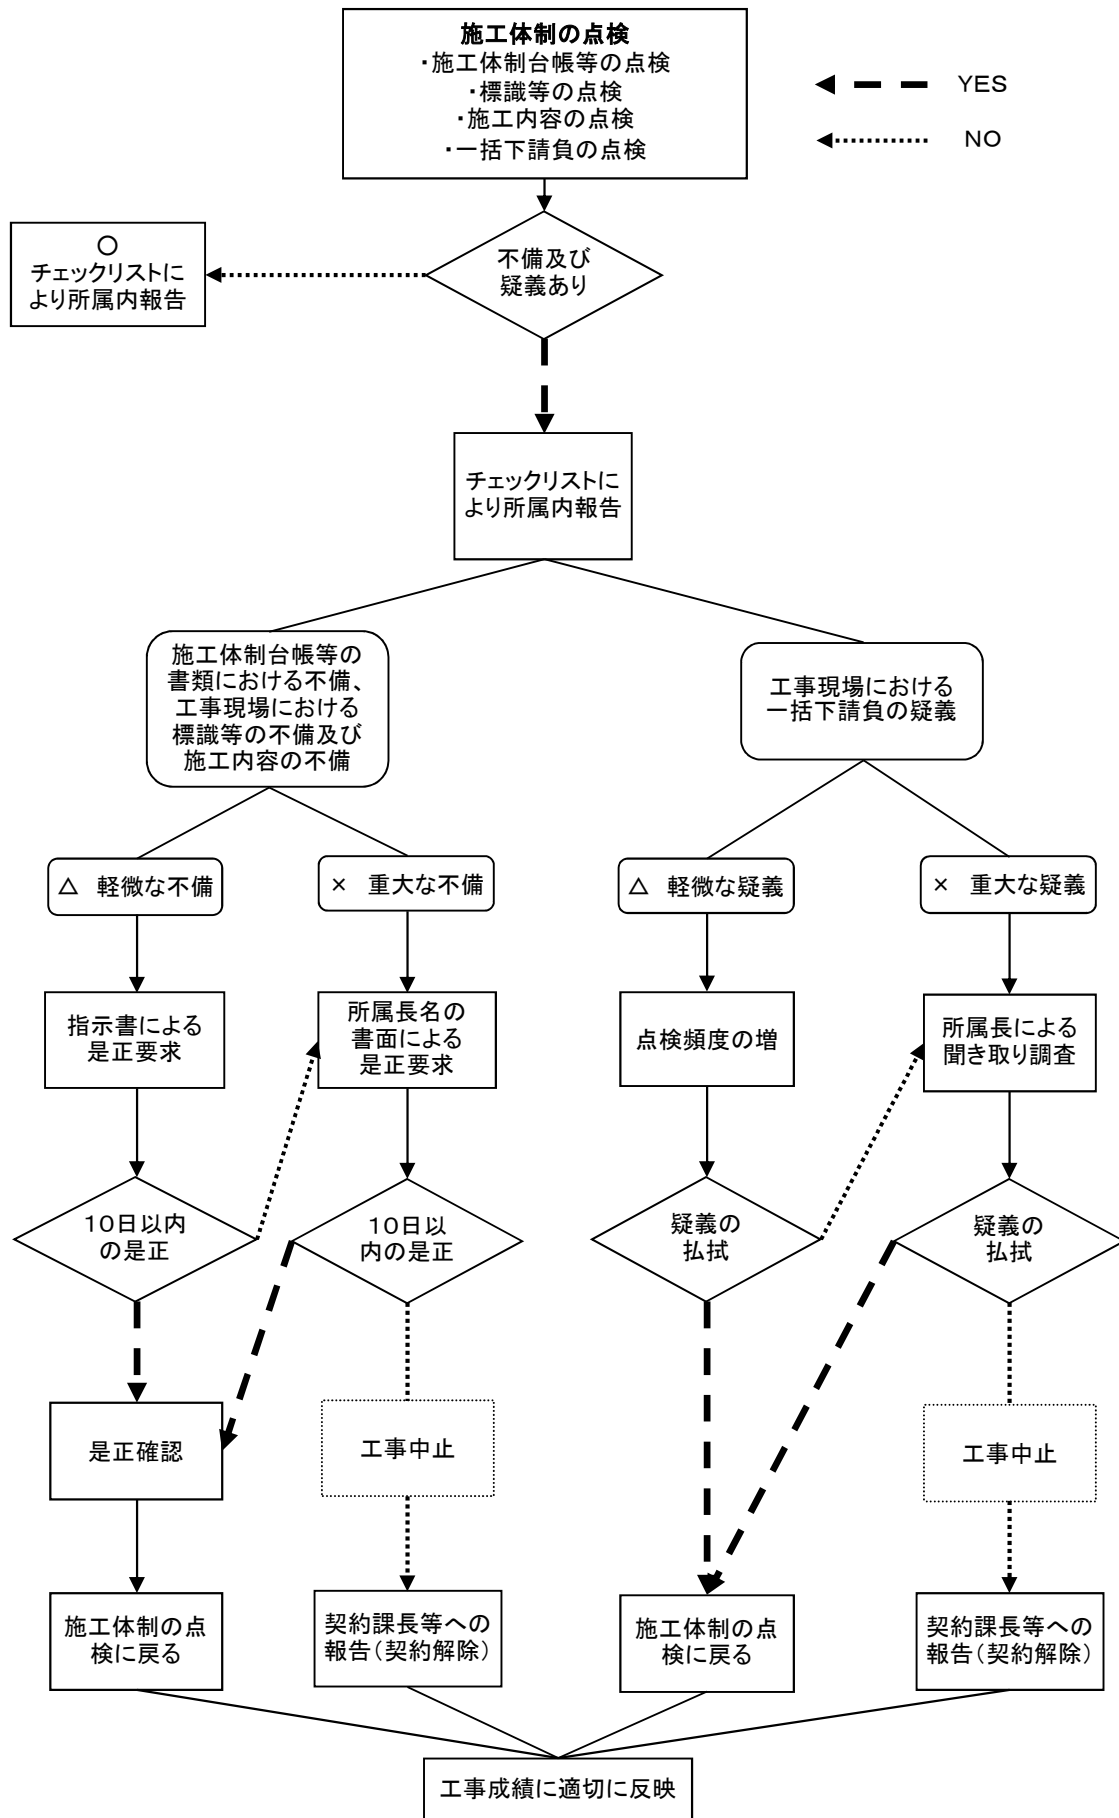 施工体制の点検
・施工体制台帳等の点検
・標識等の点検
・施工内容の点検
・一括下請負の点検
YES
NO
不備及び
疑義あり
○
チェックリストに
より所属内報告
チェックリストに
より所属内報告
施工体制台帳等の
書類における不備、
工事現場における
標識等の不備及び
施工内容の不備
工事現場における
一括下請負の疑義
△ 軽微な不備
× 重大な不備
△ 軽微な疑義
× 重大な疑義
指示書による
是正要求
所属長名の
書面による
是正要求
点検頻度の増
所属長による
聞き取り調査
10日以内
の是正
10日以
内の是正
疑義の
払拭
疑義の
払拭
是正確認
工事中止
工事中止
施工体制の点
検に戻る
契約課長等への
報告(契約解除)
施工体制の点
検に戻る
契約課長等への
報告(契約解除)
工事成績に適切に反映